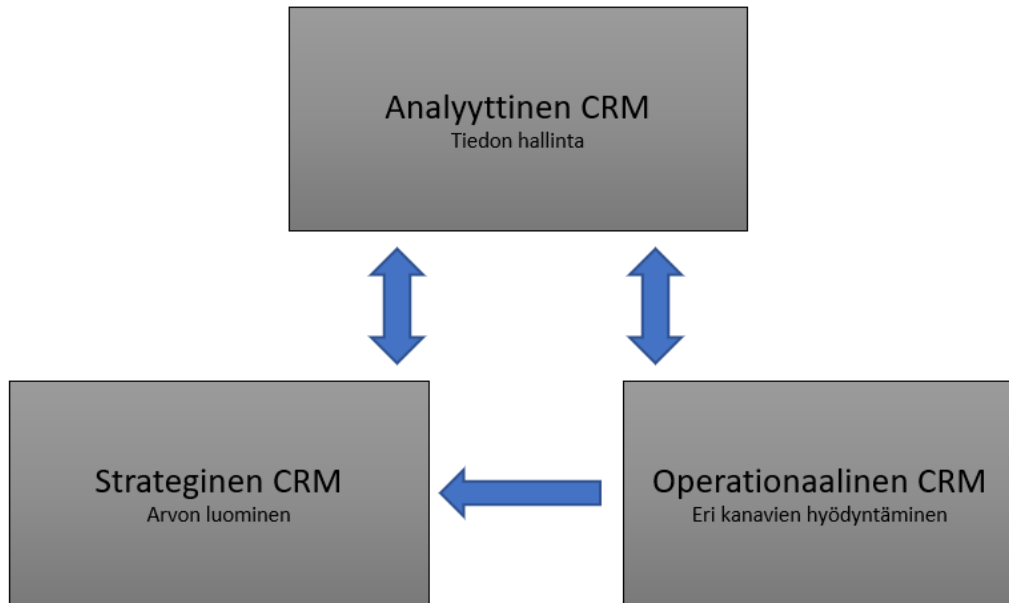 Analyyttinen CRM
Tiedon hallinta
Strateginen CRM
Arvon luominen
Operationaalinen CRM
Eri kanavien hyödyntäminen